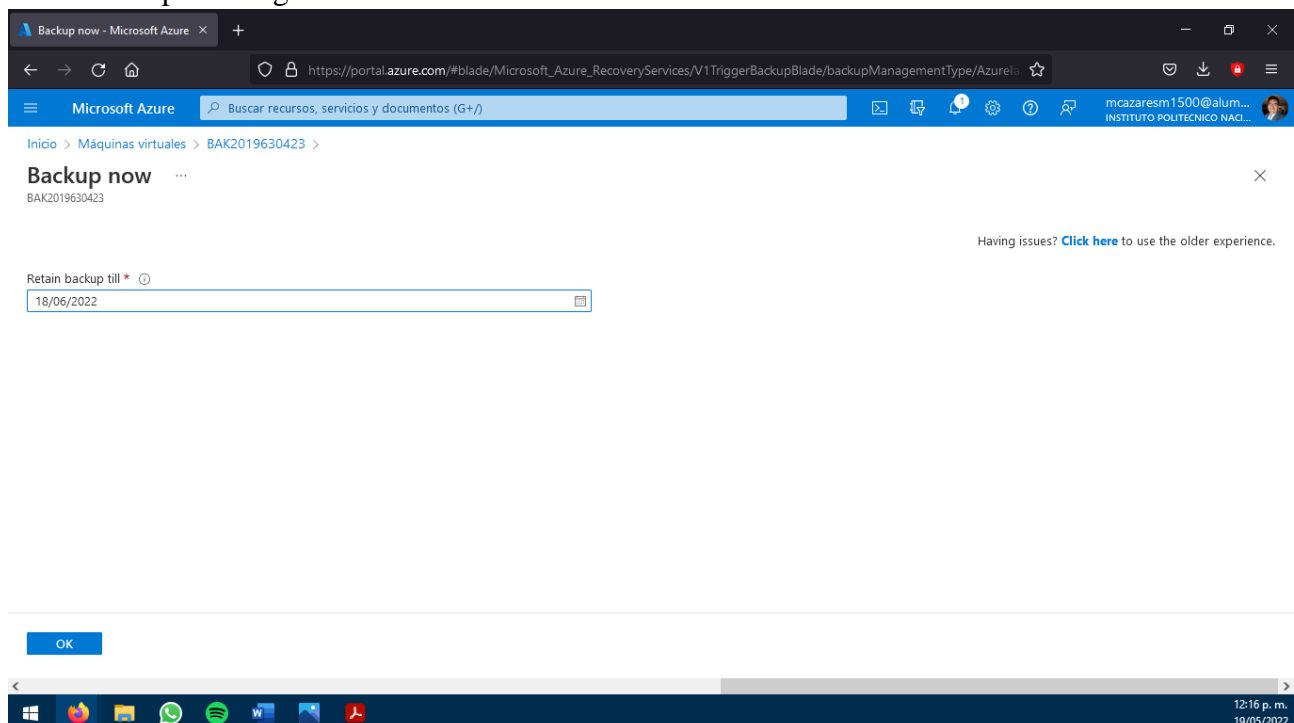 Backup now - Microsoft Azure
https://portal.azure.com/#blade/Microsoft_Azure_RecoveryServices/V1TriggerBackupBlade/backupManagementType/Azurela
Microsoft Azure
Buscar recursos, servicios y documentos (G+/)
1
mcazaresm1500@alum...
INSTITUTO POLITECNICO NACI...
Inicio > Máquinas virtuales > BAK2019630423 >
Backup now ...
BAK2019630423
Having issues? Click here to use the older experience.
Retain backup till *
18/06/2022
OK
12:16 p. m.
19/05/2022